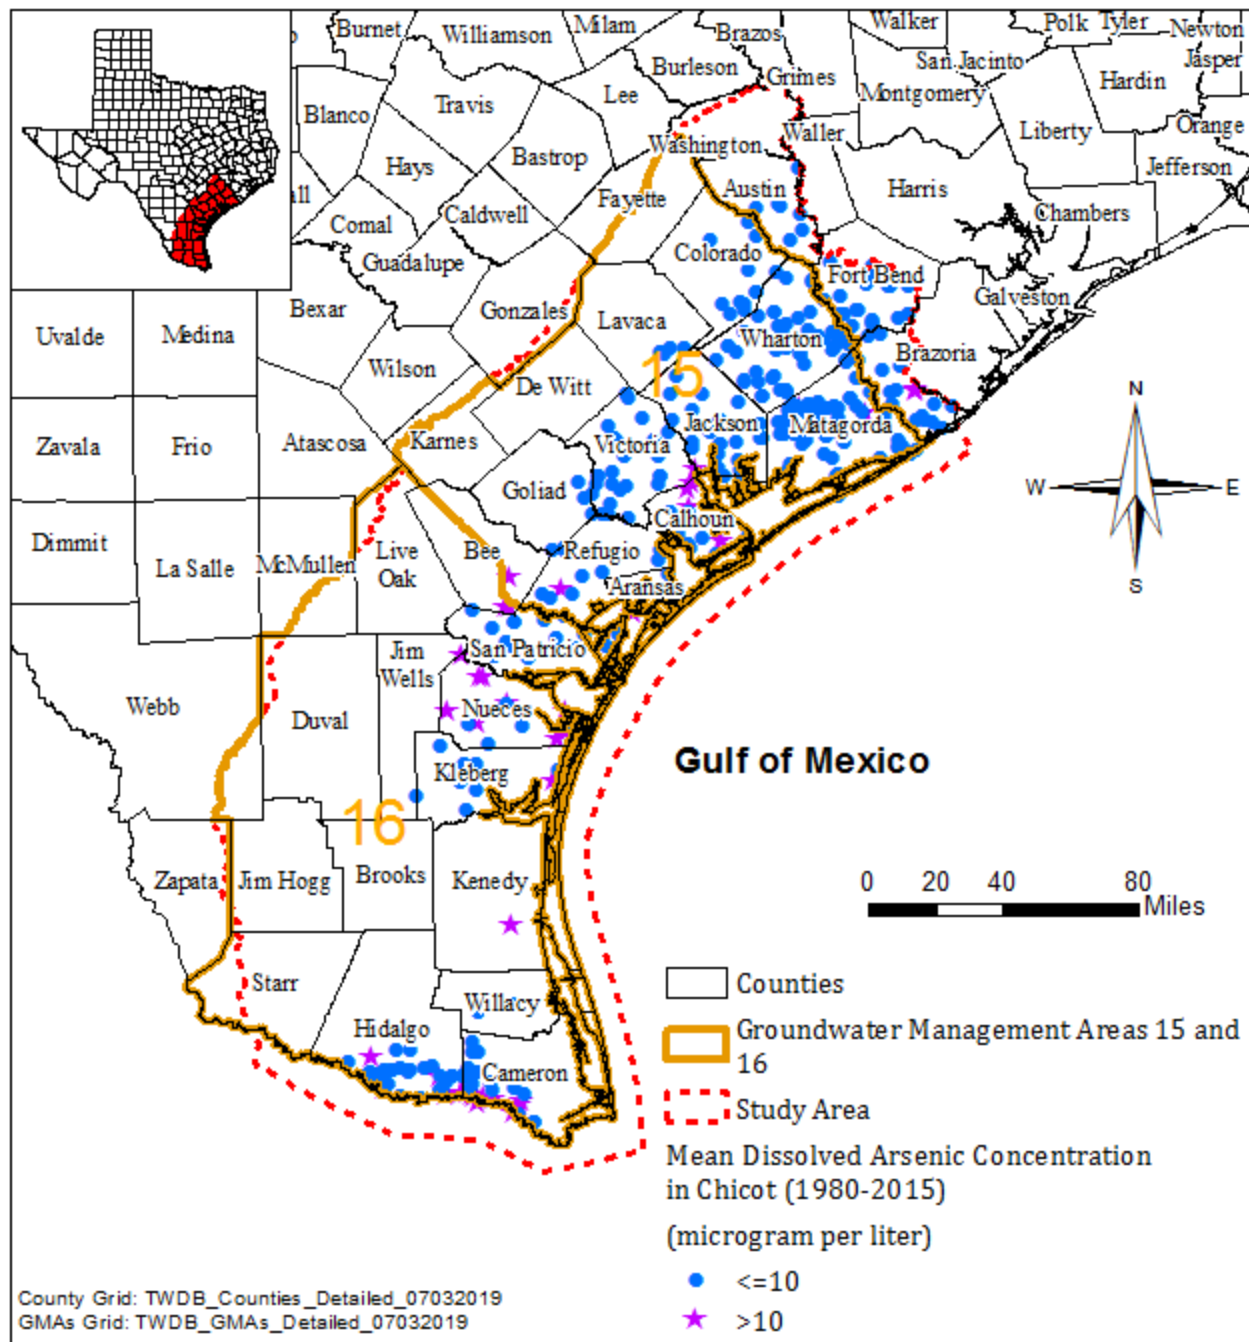 Burnet
Williamson
Milam
Brazos
Walker
Polk
Tyler
Newton
San Jacinto
Jasper
Burleson
Grimes
Hardin
Blanco
Travis
Lee
Montgomery
Liberty
Orange
Washington
Waller
Bastrop
Hays
Jefferson
Austin
Harris
all
Fayette
Comal
Caldwell
Chambers
Colorado
Guadalupe
Fort Bend
Galveston
Bexar
Gonzales
Lavaca
Uvalde
Medina
Wharton
Brazoria
Wilson
15
De Witt
N
Zavala
Frio
Atascosa
Karnes
Victoria
Jackson
Matagorda
Goliad
W
E
Calhoun
Dimmit
La Salle
McMullen
Live
Oak
Bee
Refugio
Aransas
S
San Patricio
Jim
Wells
Webb
Duval
Nueces
Gulf of Mexico
Kleberg
16
Zapata
Jim Hogg
Brooks
Kenedy
0 20 40 80
Miles
Starr
Willacy
Counties
Hidalgo
Cameron
Groundwater Management Areas 15 and
16
Study Area
Mean Dissolved Arsenic Concentration
in Chicot (1980-2015)
(microgram per liter)
<=10
>10
County Grid: TWDB_Counties_Detailed_07032019
GMAs Grid: TWDB_GMAs_Detailed_07032019